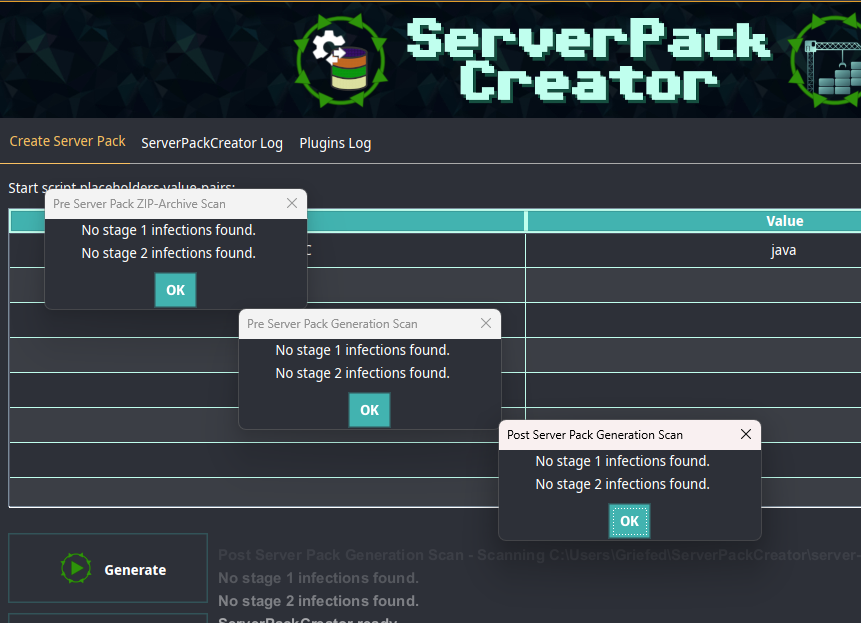 ServerPack
Creator
Create Server Pack ServerPackCreator Log Plugins Log
Start script placeholders-value-pairs:
Value
java
Pre Server Pack ZIP-Archive Scan
No stage 1 infections found.
No stage 2 infections found.
OK
Pre Server Pack Generation Scan
No stage 1 infections found.
No stage 2 infections found.
OK
Post Server Pack Generation Scan
No stage 1 infections found.
No stage 2 infections found.
OK
Generate
Post Server Pack Generation Scan - Scanning C:\Users\Griefed\ServerPackCreator\server-
No stage 1 infections found.
No stage 2 infections found.
ServerPackCreator ready